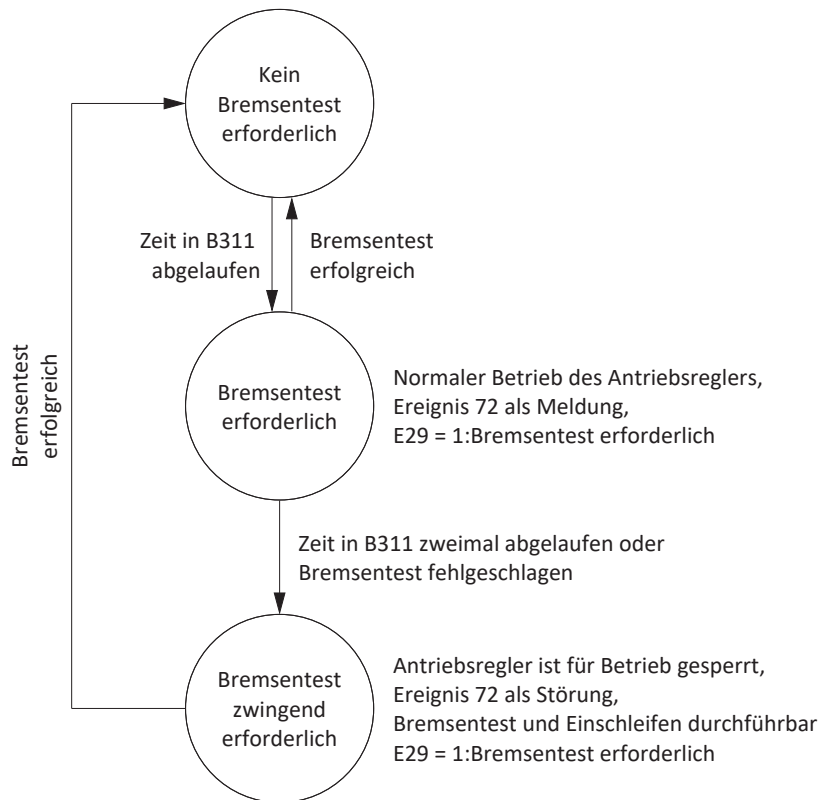 Kein
Bremsentest
erforderlich
Zeit in B311
abgelaufen
Bremsentest
erfolgreich
Bremsentest
erfolgreich
Bremsentest
erforderlich
Normaler Betrieb des Antriebsreglers,
Ereignis 72 als Meldung,
E29 = 1:Bremsentest erforderlich
Zeit in B311 zweimal abgelaufen oder
Bremsentest fehlgeschlagen
Bremsentest
zwingend
erforderlich
Antriebsregler ist für Betrieb gesperrt,
Ereignis 72 als Störung,
Bremsentest und Einschleifen durchführbar
E29 = 1:Bremsentest erforderlich